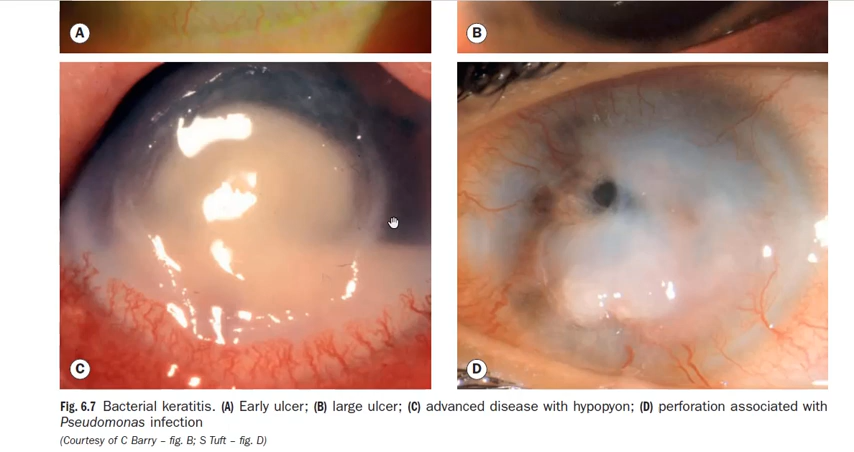 A
B
C
D
Fig. 6.7 Bacterial keratitis. (A) Early ulcer; (B) large ulcer; (C) advanced disease with hypopyon; (D) perforation associated with
Pseudomonas infection
(Courtesy of C Barry – fig. B; S Tuft – fig. D)